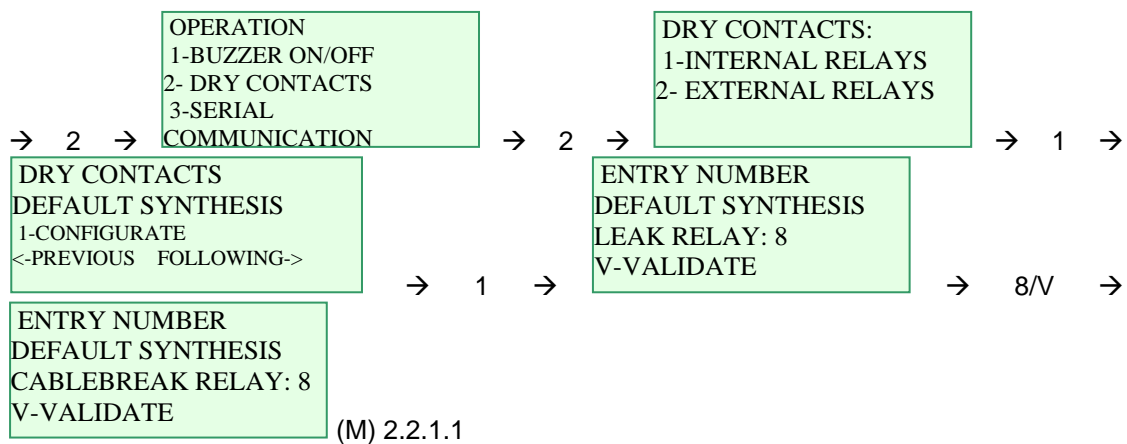 OPERATION
1-BUZZER ON/OFF
2- DRY CONTACTS
3-SERIAL
COMMUNICATION
DRY CONTACTS:
1-INTERNAL RELAYS
2- EXTERNAL RELAYS
→ 2 → → 2 → → 1 →
DRY CONTACTS
DEFAULT SYNTHESIS
1-CONFIGURATE
<-PREVIOUS FOLLOWING->
ENTRY NUMBER
DEFAULT SYNTHESIS
LEAK RELAY: 8
V-VALIDATE
→ 1 → → 8/V →
ENTRY NUMBER
DEFAULT SYNTHESIS
CABLEBREAK RELAY: 8
V-VALIDATE
(M) 2.2.1.1